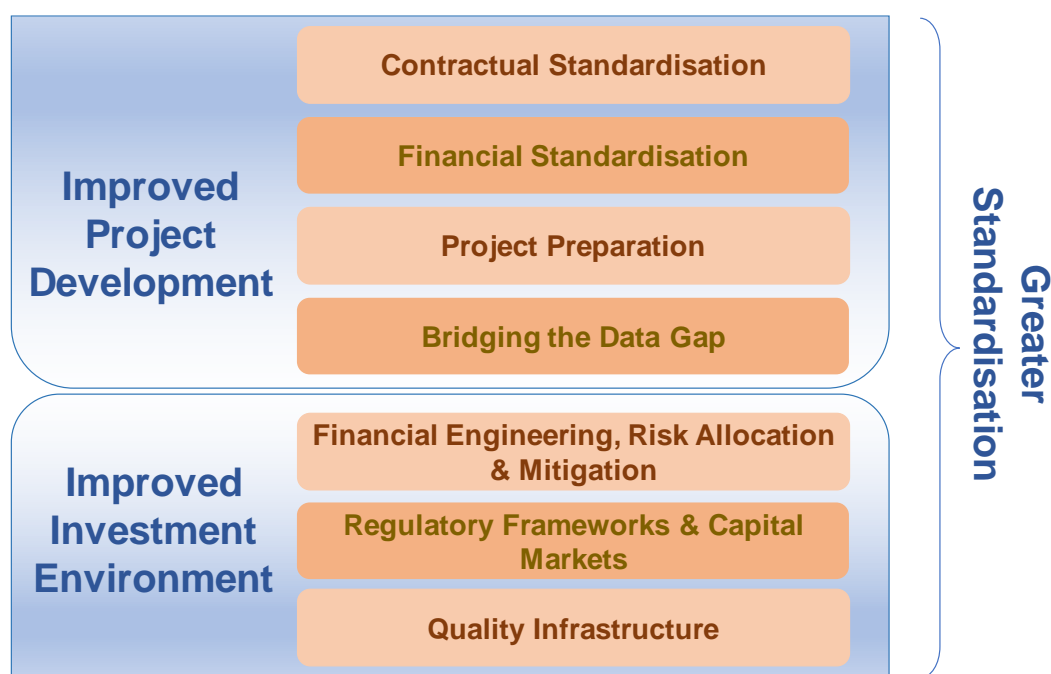 Improved
Project
Development
Contractual Standardisation
Financial Standardisation
Project Preparation
Bridging the Data Gap
Improved
Investment
Environment
Financial Engineering, Risk Allocation
& Mitigation
Regulatory Frameworks & Capital
Markets
Quality Infrastructure
Greater
Standardisation